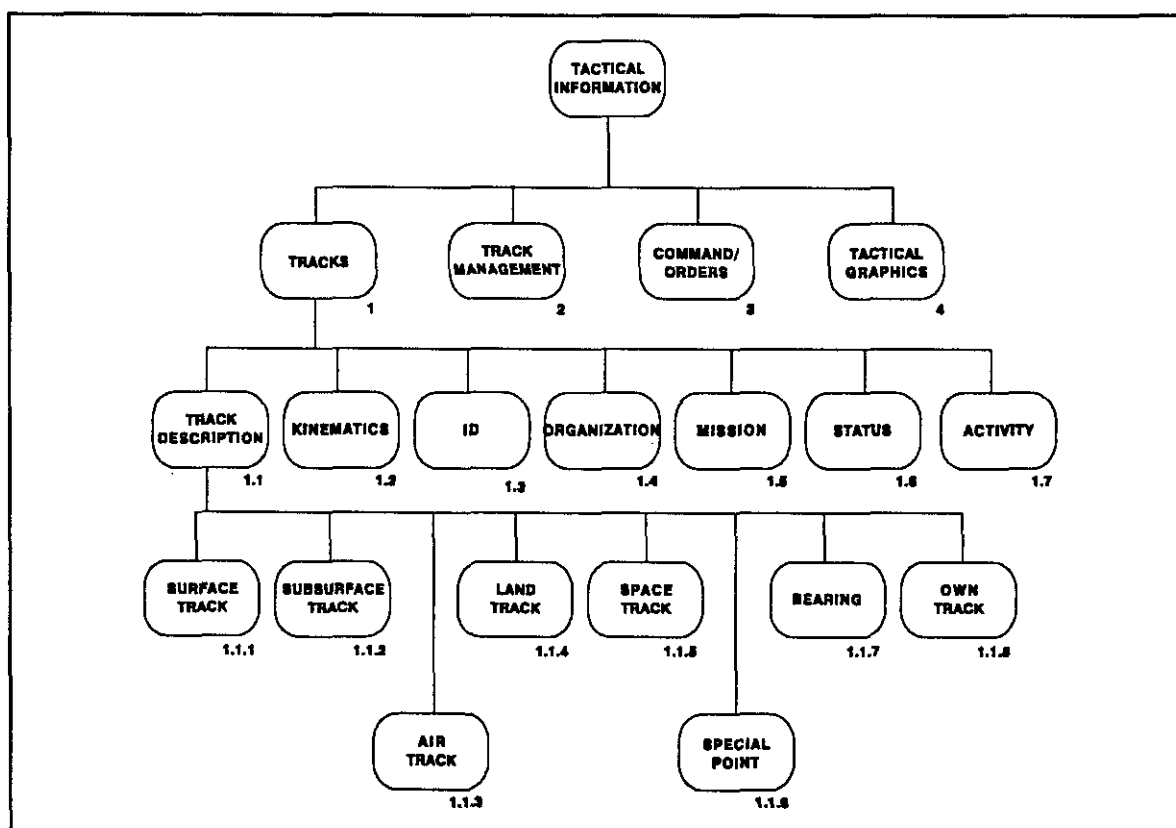 TACTICAL
INFORMATION
TRACKS
1
TRACK
MANAGEMENT
2
COMMAND/
ORDERS
3
TACTICAL
GRAPHICS
4
TRACK
DESCRIPTION
1.1
KINEMATICS
1.2
ID
1.3
ORGANIZATION
1.4
MISSION
1.5
STATUS
1.6
ACTIVITY
1.7
SURFACE
TRACK
1.1.1
SUBSURFACE
TRACK
1.1.2
LAND
TRACK
1.1.4
SPACE
TRACK
1.1.5
BEARING
1.1.7
OWN
TRACK
1.1.8
AIR
TRACK
1.1.3
SPECIAL
POINT
1.1.6